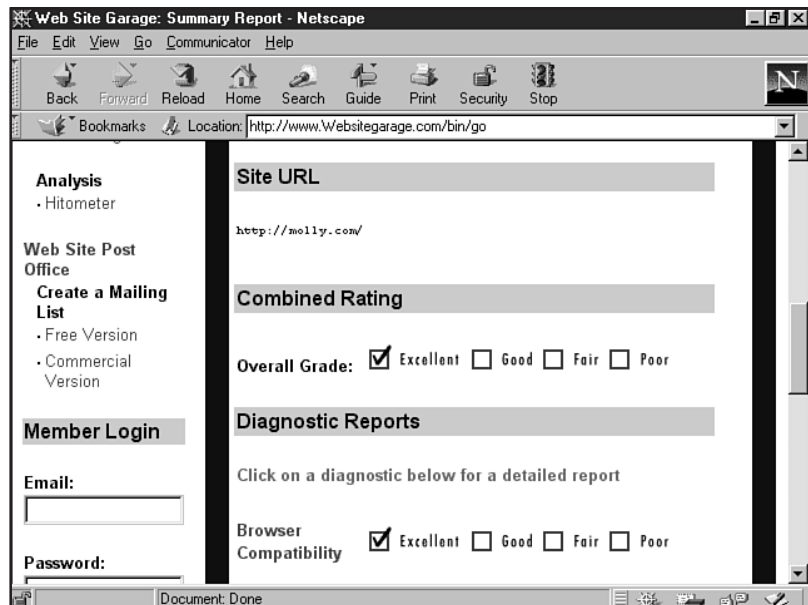 Web Site Garage: Summary Report - Netscape
File Edit View Go Communicator Help
Back Forward Reload Home Search Guide Print Security Stop
N
Bookmarks Location: http://www.Websitegarage.com/bin/go
Analysis
· Hitometer
Web Site Post
Office
Create a Mailing
List
· Free Version
· Commercial
Version
Member Login
Email:
Password:
Site URL
http://molly.com/
Combined Rating
Overall Grade: Excellent Good Fair Poor
Diagnostic Reports
Click on a diagnostic below for a detailed report
Browser
Compatibility
Excellent Good Fair Poor
Document: Done